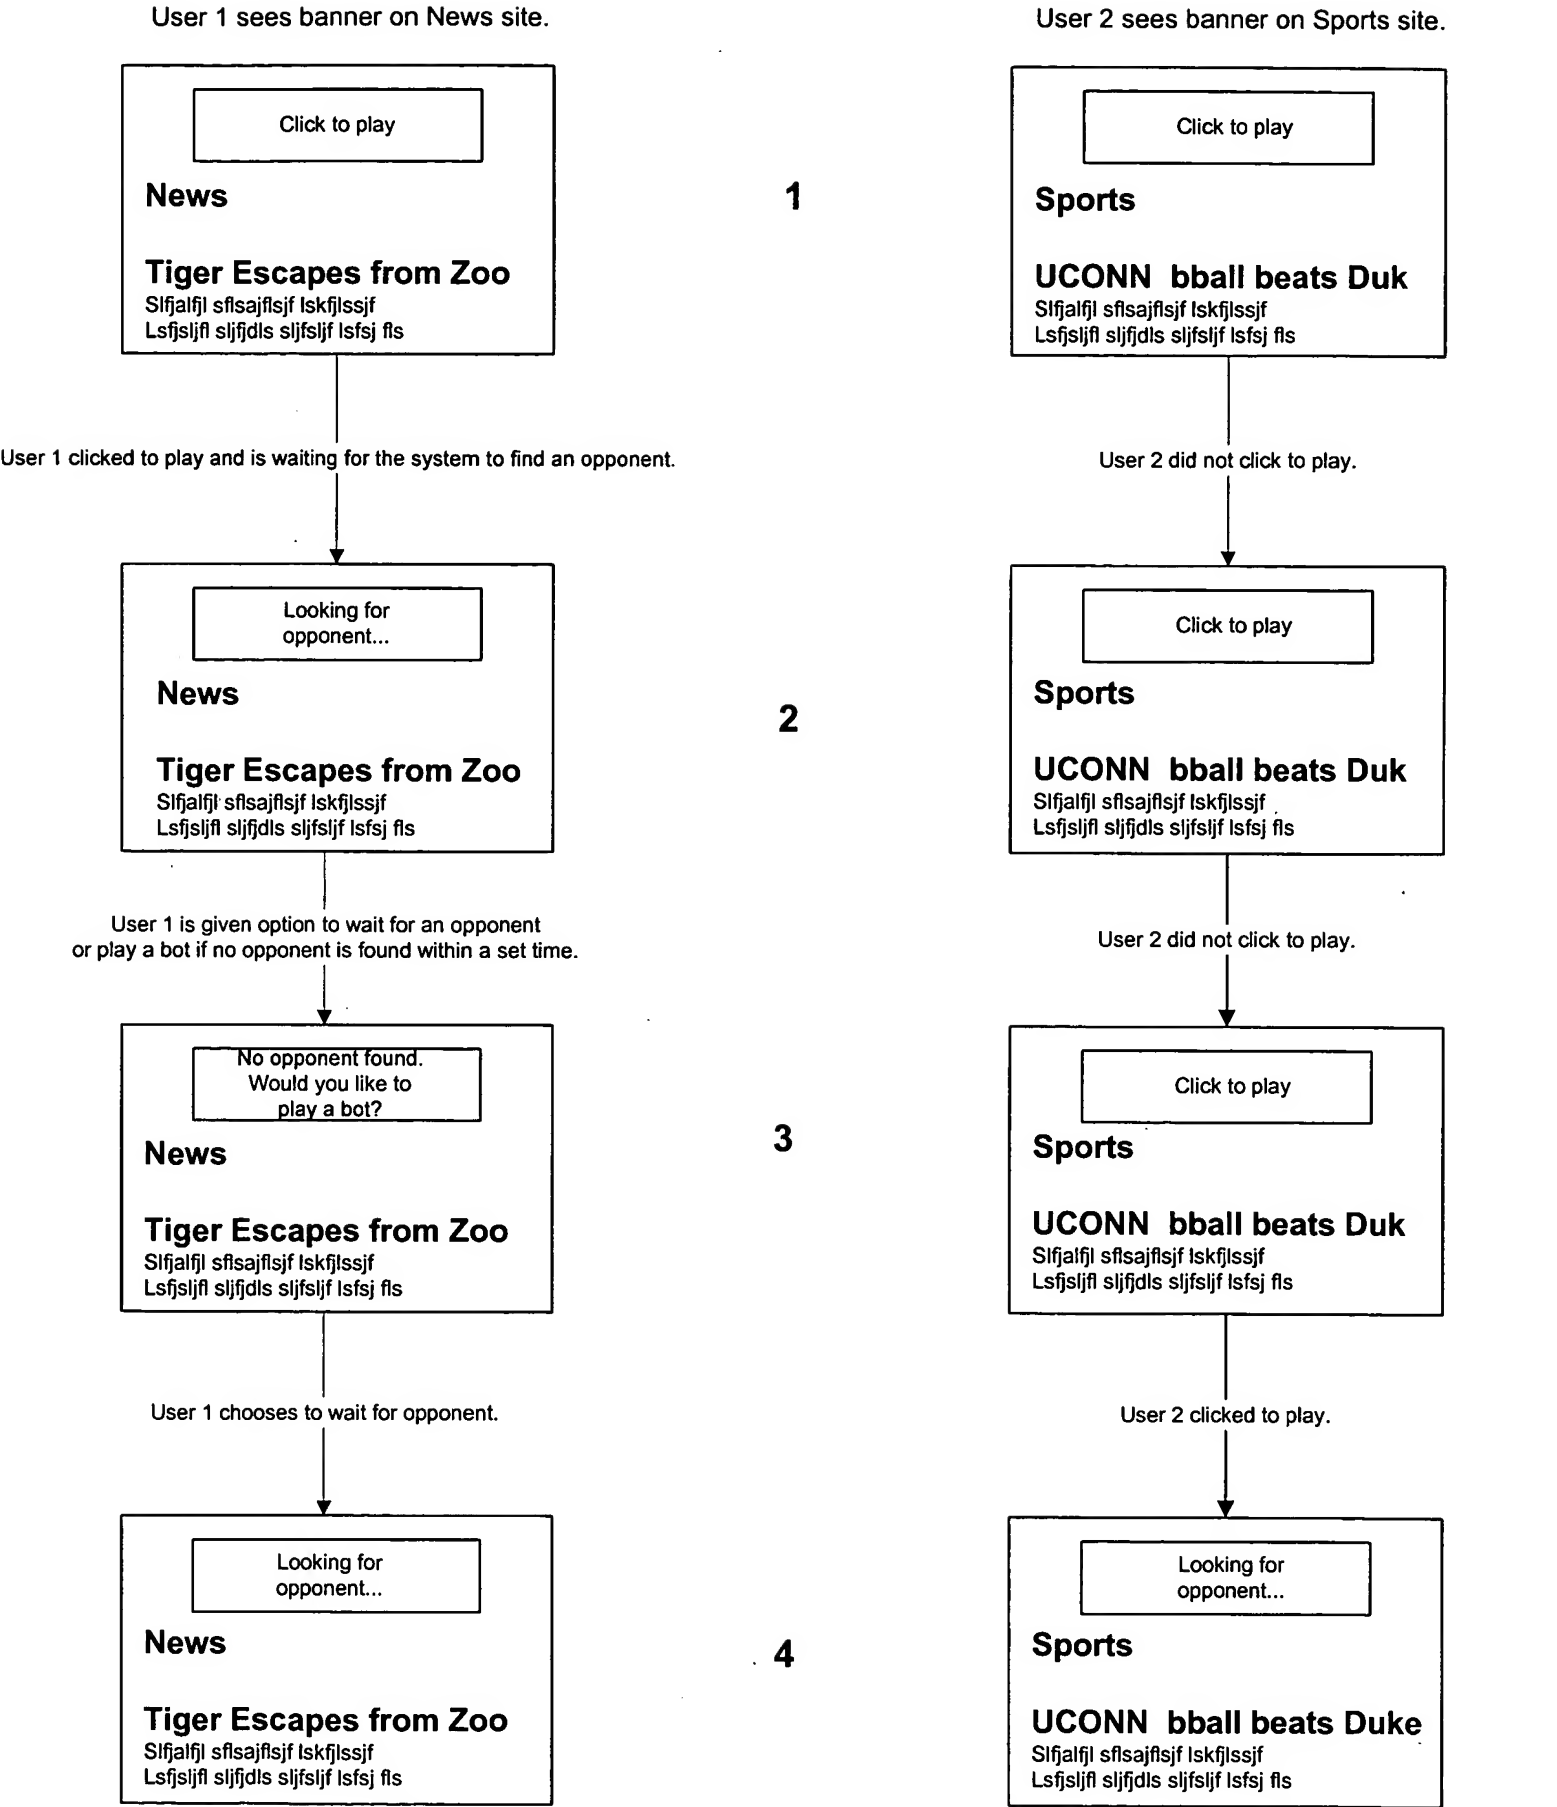 User 1 sees banner on News site.
User 2 sees banner on Sports site.
Click to play
News
Tiger Escapes from Zoo
Slfjalfjl sflsajflsjf lskfjlssjf
Lsfjsljfl sljfjdls sljfsljf lsfsj fls
1
Click to play
Sports
UCONN bball beats Duk
Slfjalfjl sflsajflsjf lskfjlssjf
Lsfjsljfl sljfjdls sljfsljf lsfsj fls
User 1 clicked to play and is waiting for the system to find an opponent.
User 2 did not click to play.
Looking for
opponent...
News
Tiger Escapes from Zoo
Slfjalfjl sflsajflsjf lskfjlssjf
Lsfjsljfl sljfjdls sljfsljf lsfsj fls
2
Click to play
Sports
UCONN bball beats Duk
Slfjalfjl sflsajflsjf lskfjlssjf
Lsfjsljfl sljfjdls sljfsljf lsfsj fls
User 1 is given option to wait for an opponent
or play a bot if no opponent is found within a set time.
User 2 did not click to play.
No opponent found.
Would you like to
play a bot?
News
Tiger Escapes from Zoo
Slfjalfjl sflsajflsjf lskfjlssjf
Lsfjsljfl sljfjdls sljfsljf lsfsj fls
3
Click to play
Sports
UCONN bball beats Duk
Slfjalfjl sflsajflsjf lskfjlssjf
Lsfjsljfl sljfjdls sljfsljf lsfsj fls
User 1 chooses to wait for opponent.
User 2 clicked to play.
Looking for
opponent...
News
Tiger Escapes from Zoo
Slfjalfjl sflsajflsjf lskfjlssjf
Lsfjsljfl sljfjdls sljfsljf lsfsj fls
4
Looking for
opponent...
Sports
UCONN bball beats Duke
Slfjalfjl sflsajflsjf lskfjlssjf
Lsfjsljfl sljfjdls sljfsljf lsfsj fls